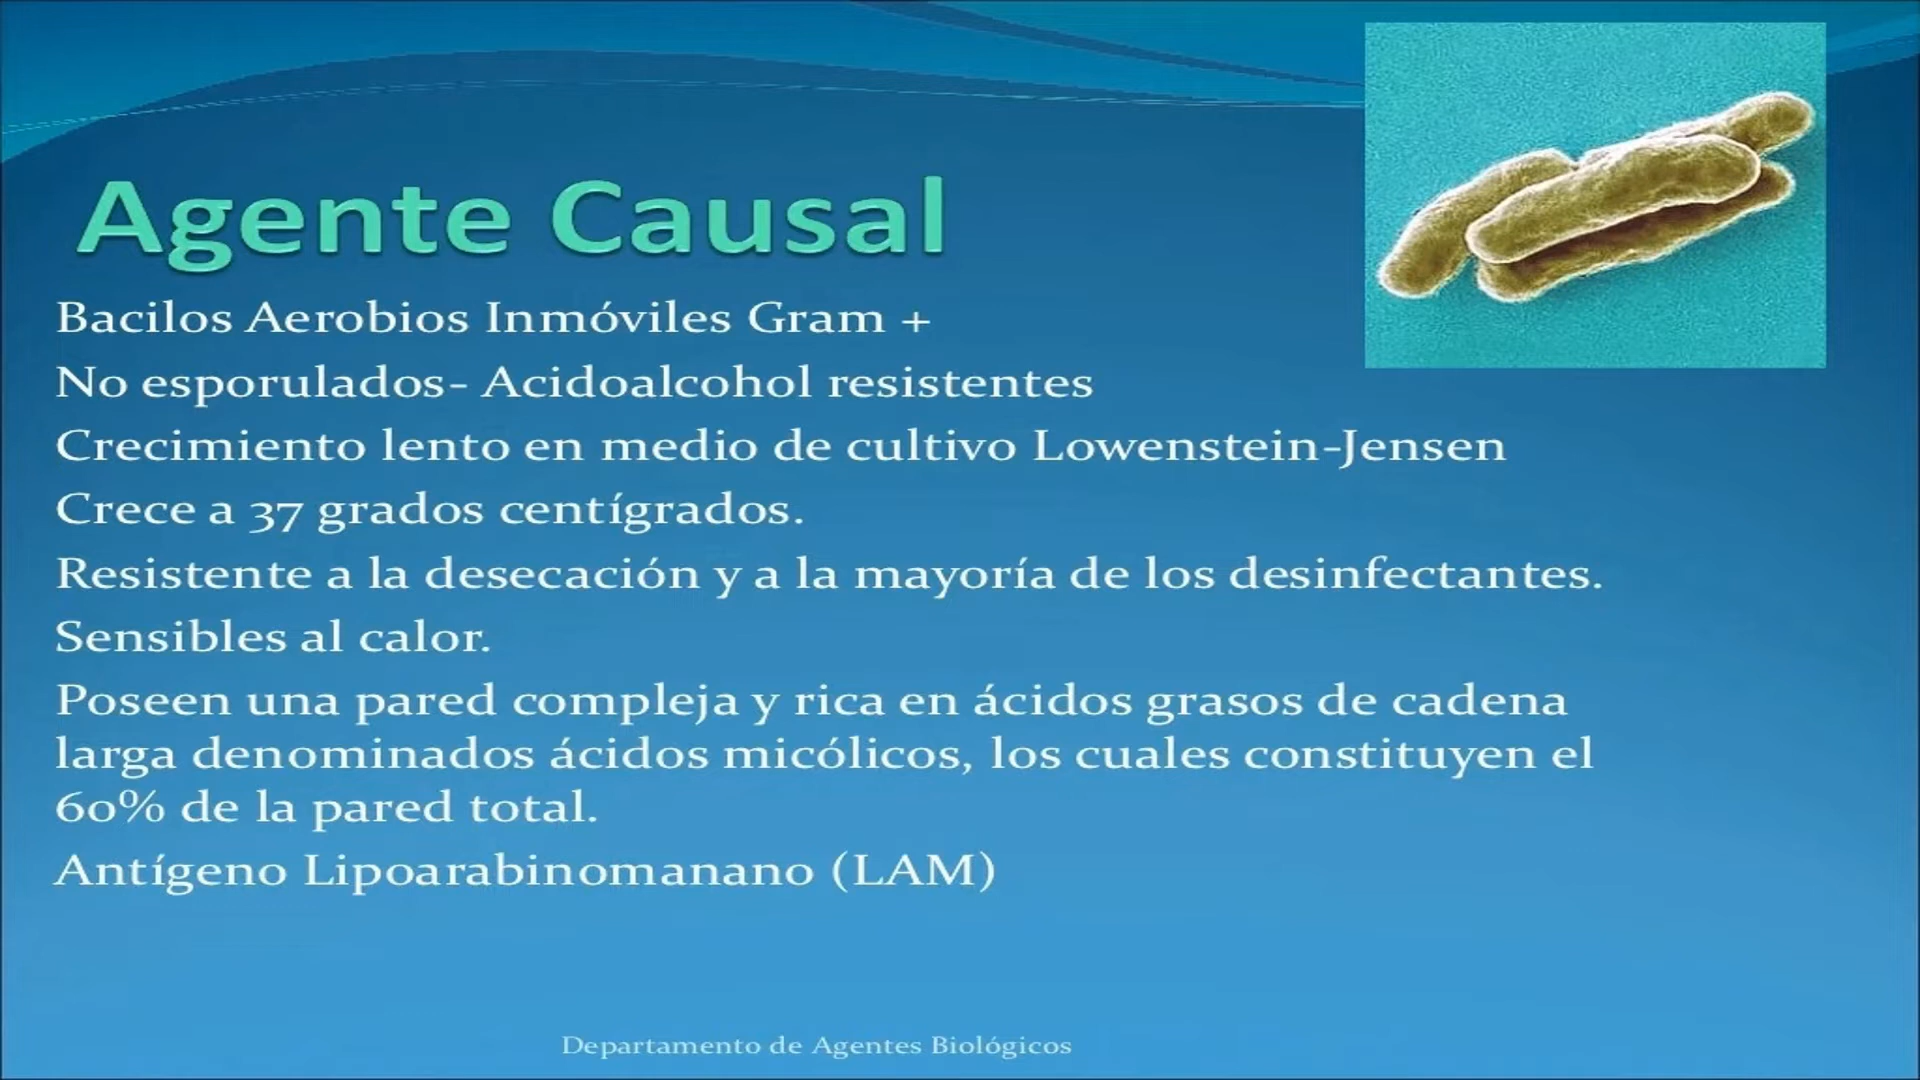 Agente Causal
Bacilos Aerobios Inmóviles Gram +
No esporulados- Acidoalcohol resistentes
Crecimiento lento en medio de cultivo Lowenstein-Jensen
Crece a 37 grados centígrados.
Resistente a la desecación y a la mayoría de los desinfectantes.
Sensibles al calor.
Poseen una pared compleja y rica en ácidos grasos de cadena
larga denominados ácidos micólicos, los cuales constituyen el
60% de la pared total.
Antígeno Lipoarabinomanano (LAM)
Departamento de Agentes Biológicos